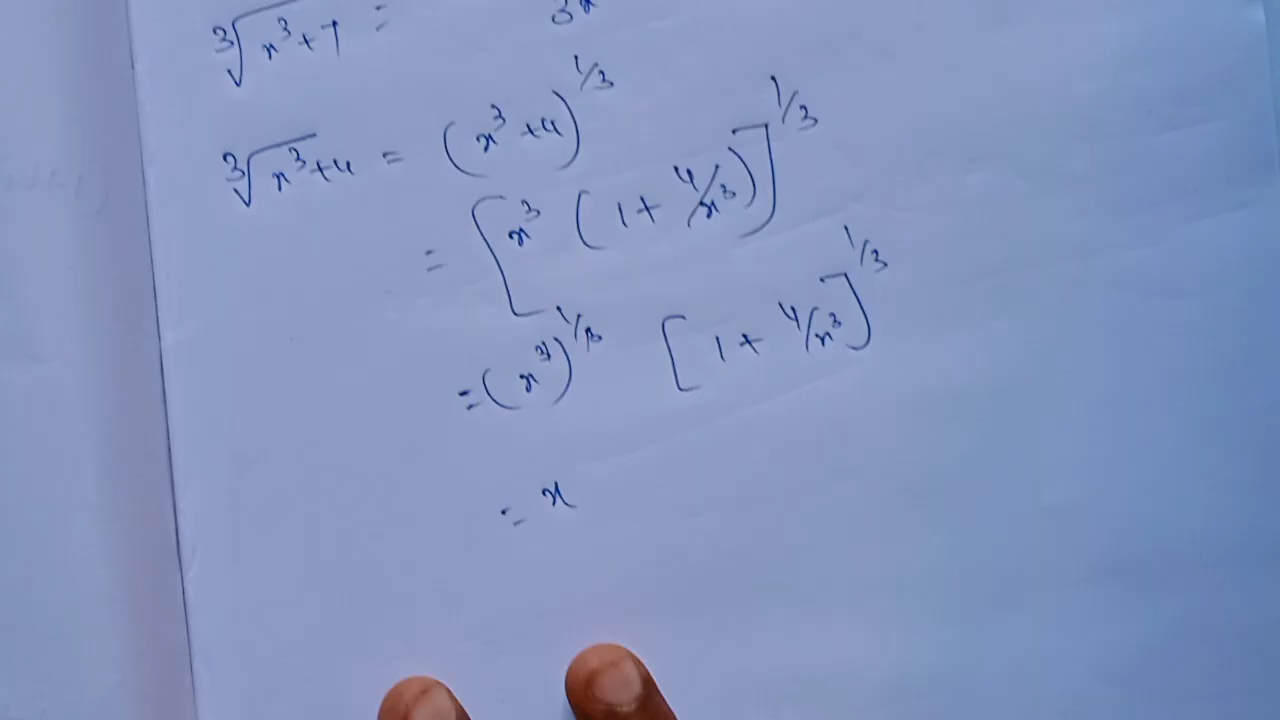 ∛(x³+7) =
∛(x³+4) = (x³+4)^1/3
= [x³ (1 + 4/x³)]^1/3
= (x³)^1/3 [1 + 4/x³]^1/3
= x